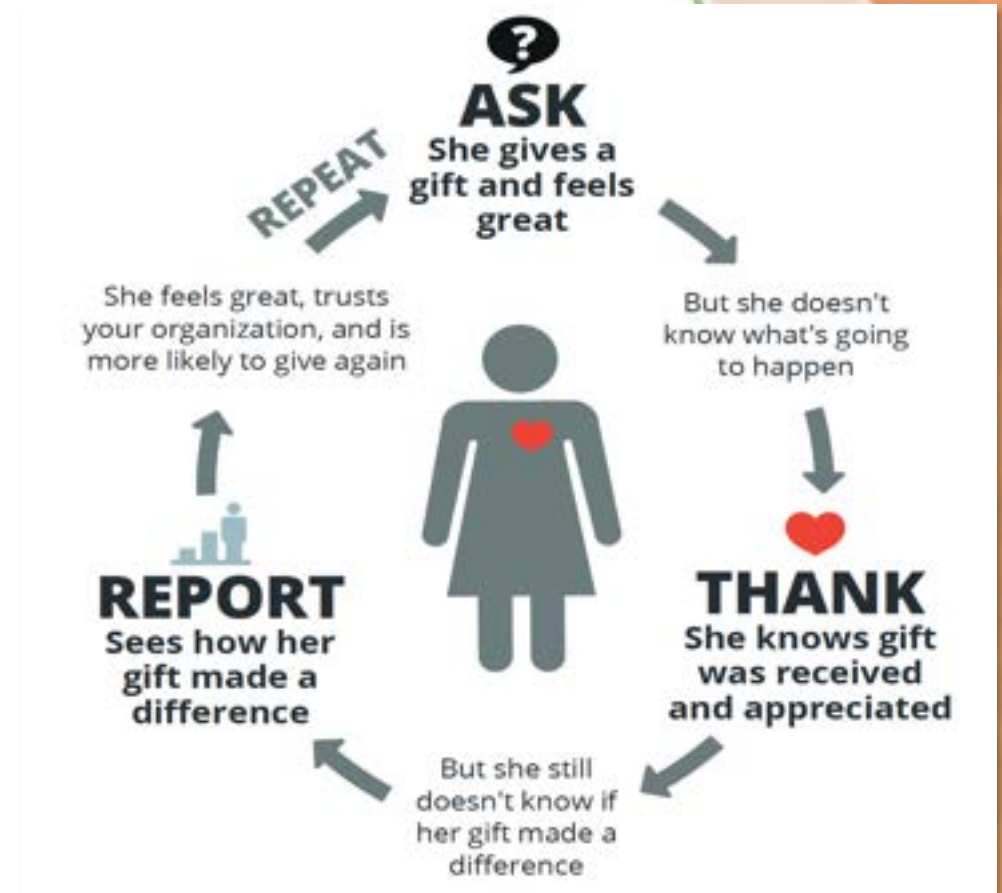 ?
ASK
She gives a
gift and feels
great
But she doesn't
know what's going
to happen
THANK
She knows gift
was received
and appreciated
But she still
doesn't know if
her gift made a
difference
REPORT
Sees how her
gift made a
difference
She feels great, trusts
your organization, and is
more likely to give again
REPEAT